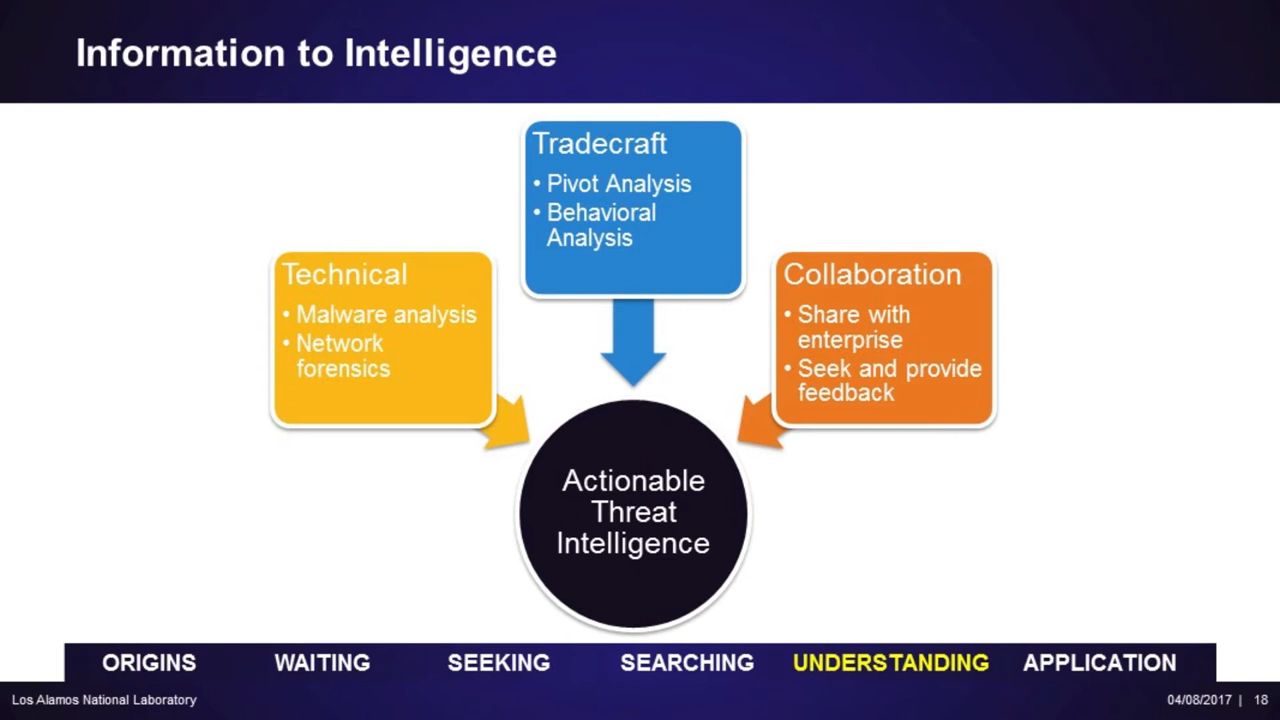 Information to Intelligence
Tradecraft
• Pivot Analysis
• Behavioral
Analysis
Technical
• Malware analysis
• Network
forensics
Collaboration
• Share with
enterprise
• Seek and provide
feedback
Actionable
Threat
Intelligence
ORIGINS WAITING SEEKING SEARCHING UNDERSTANDING APPLICATION
Los Alamos National Laboratory 04/08/2017 | 18